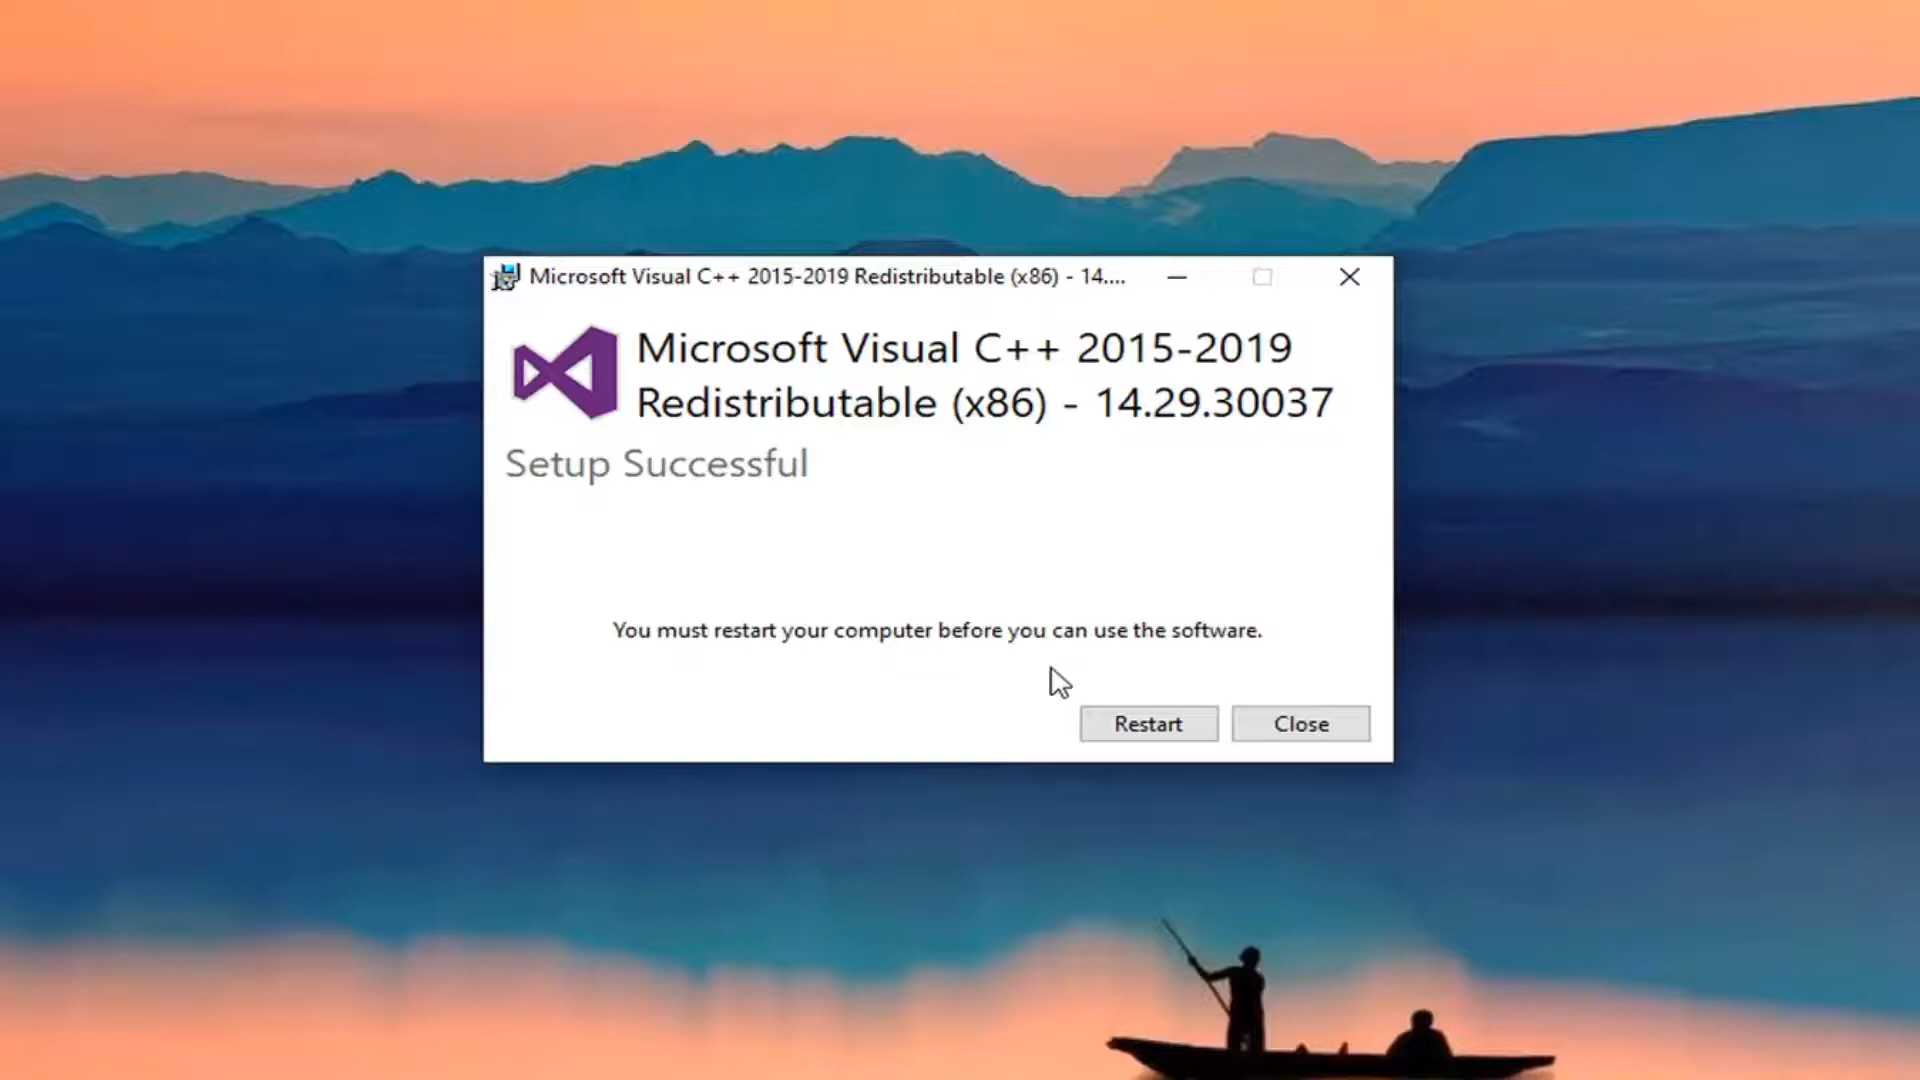 Microsoft Visual C++ 2015-2019 Redistributable (x86) - 14....
Microsoft Visual C++ 2015-2019
Redistributable (x86) - 14.29.30037
Setup Successful
You must restart your computer before you can use the software.
Restart
Close